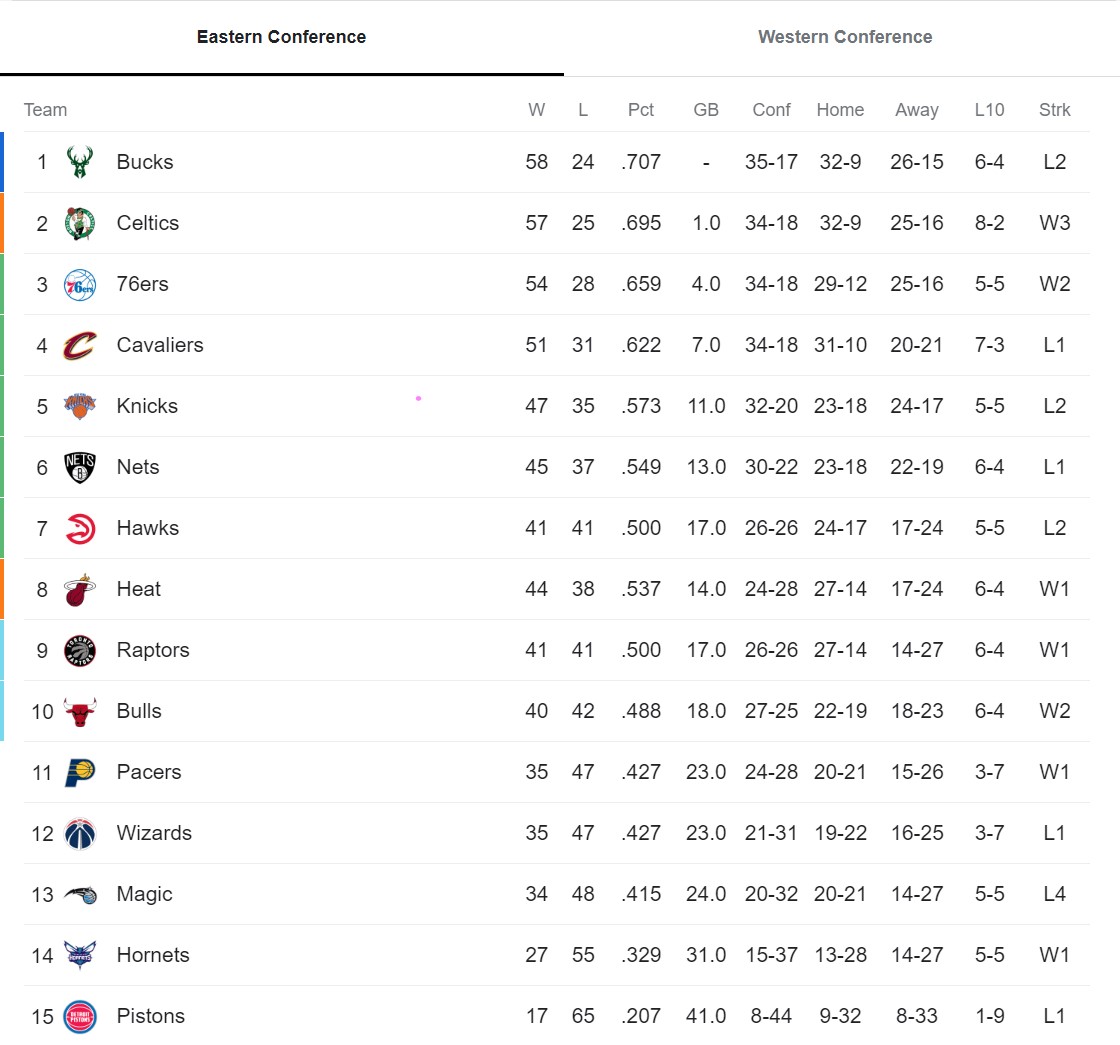 Eastern Conference Western Conference
Team W L Pct GB Conf Home Away L10 Strk
1 Bucks 58 24 .707 - 35-17 32-9 26-15 6-4 L2
2 Celtics 57 25 .695 1.0 34-18 32-9 25-16 8-2 W3
3 76ers 76ers 54 28 .659 4.0 34-18 29-12 25-16 5-5 W2
4 Cavaliers 51 31 .622 7.0 34-18 31-10 20-21 7-3 L1
5 Knicks 47 35 .573 11.0 32-20 23-18 24-17 5-5 L2
6 NETS B Nets 45 37 .549 13.0 30-22 23-18 22-19 6-4 L1
7 Hawks 41 41 .500 17.0 26-26 24-17 17-24 5-5 L2
8 Heat 44 38 .537 14.0 24-28 27-14 17-24 6-4 W1
9 TORONTO RAPTORS Raptors 41 41 .500 17.0 26-26 27-14 14-27 6-4 W1
10 Bulls 40 42 .488 18.0 27-25 22-19 18-23 6-4 W2
11 Pacers 35 47 .427 23.0 24-28 20-21 15-26 3-7 W1
12 Wizards 35 47 .427 23.0 21-31 19-22 16-25 3-7 L1
13 Magic 34 48 .415 24.0 20-32 20-21 14-27 5-5 L4
14 HORNETS Hornets 27 55 .329 31.0 15-37 13-28 14-27 5-5 W1
15 DETROIT PISTONS Pistons 17 65 .207 41.0 8-44 9-32 8-33 1-9 L1